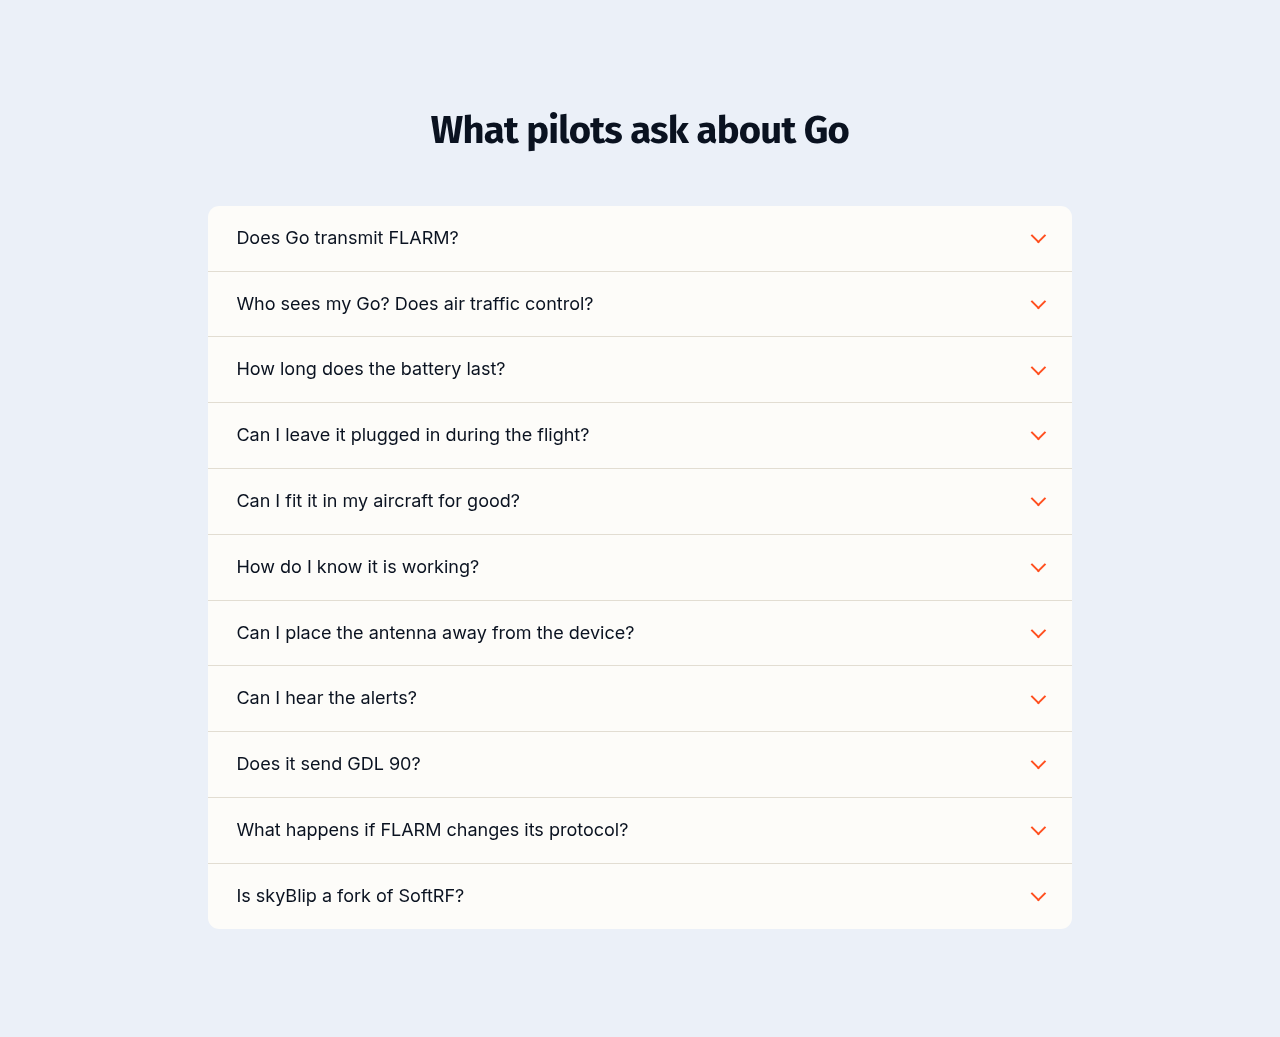 What pilots ask about Go
Does Go transmit FLARM?
Who sees my Go? Does air traffic control?
How long does the battery last?
Can I leave it plugged in during the flight?
Can I fit it in my aircraft for good?
How do I know it is working?
Can I place the antenna away from the device?
Can I hear the alerts?
Does it send GDL 90?
What happens if FLARM changes its protocol?
Is skyBlip a fork of SoftRF?